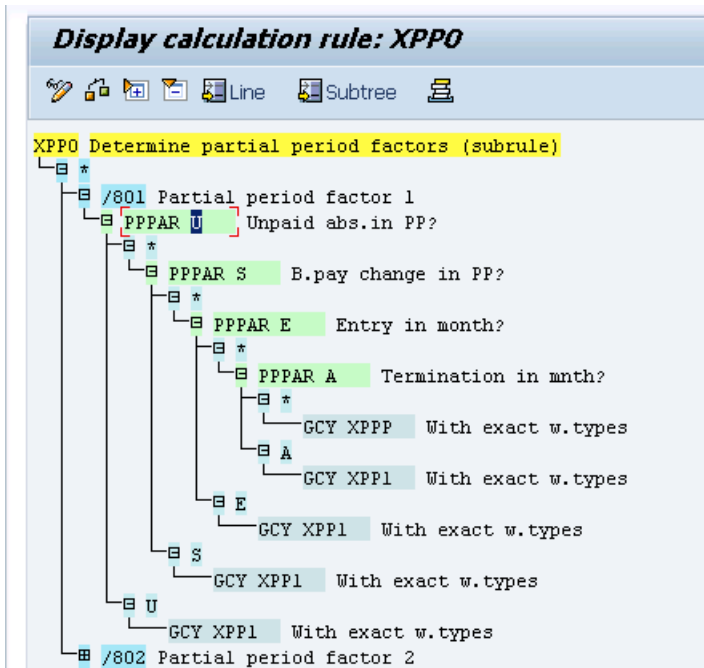 Display calculation rule: XPP0
Line Subtree
XPP0 Determine partial period factors (subrule)
*
/801 Partial period factor 1
PPPAR U Unpaid abs.in PP?
*
PPPAR S B.pay change in PP?
*
PPPAR E Entry in month?
*
PPPAR A Termination in mnth?
*
GCY XPPP With exact w.types
A
GCY XPP1 With exact w.types
E
GCY XPP1 With exact w.types
S
GCY XPP1 With exact w.types
U
GCY XPP1 With exact w.types
/802 Partial period factor 2